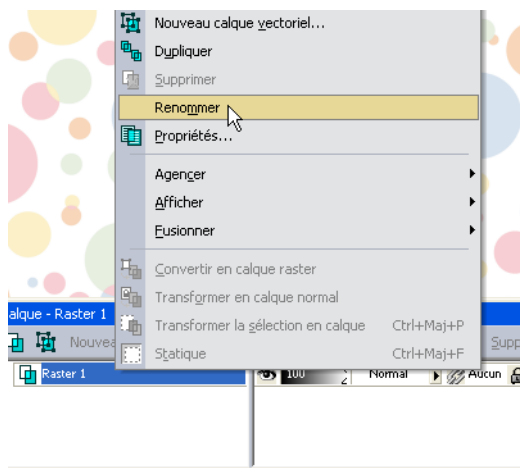 Nouveau calque vectoriel...
Dupliquer
Supprimer
Renommer
Propriétés...
Agencer
Afficher
Fusionner
Convertir en calque raster
Transformer en calque normal
Transformer la sélection en calque Ctrl+Maj+P
Statique Ctrl+Maj+F
alque - Raster 1
Nouvea
Supp
Raster 1
100 Normal Aucun